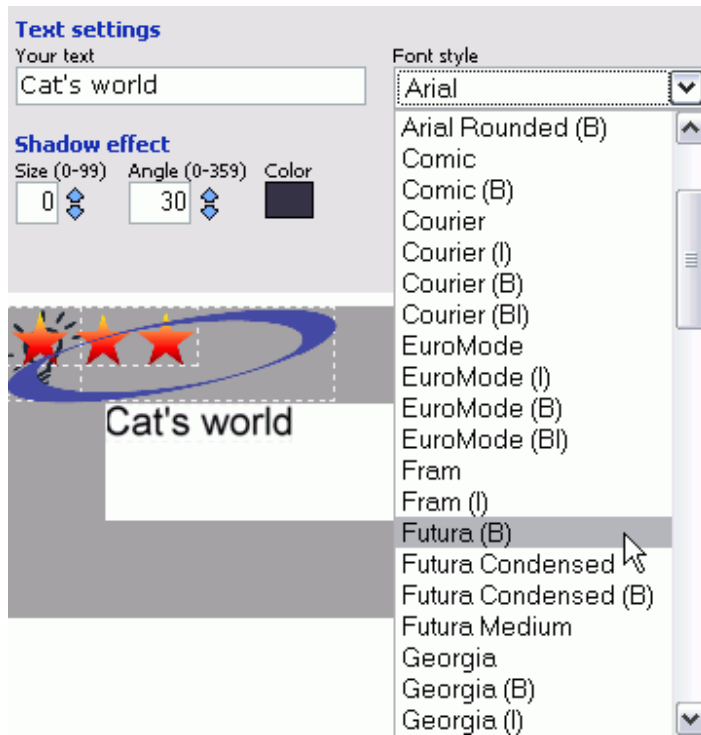 Text settings
Your text
Cat's world
Font style
Arial
Shadow effect
Size (0-99) Angle (0-359) Color
0 30
Cat's world
Arial Rounded (B)
Comic
Comic (B)
Courier
Courier (I)
Courier (B)
Courier (BI)
EuroMode
EuroMode (I)
EuroMode (B)
EuroMode (BI)
Fram
Fram (I)
Futura (B)
Futura Condensed
Futura Condensed (B)
Futura Medium
Georgia
Georgia (B)
Georgia (I)